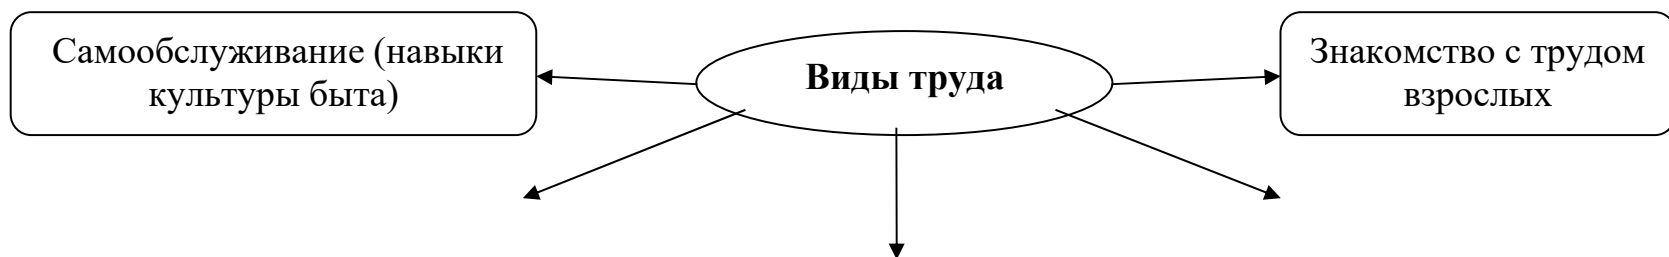 Самообслуживание (навыки
культуры быта)
Виды труда
Знакомство с трудом
взрослых